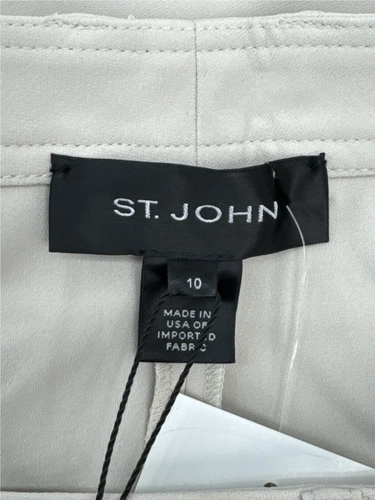 ST. JOHN
10
MADE IN
USA OF
IMPORTED
FABRIC